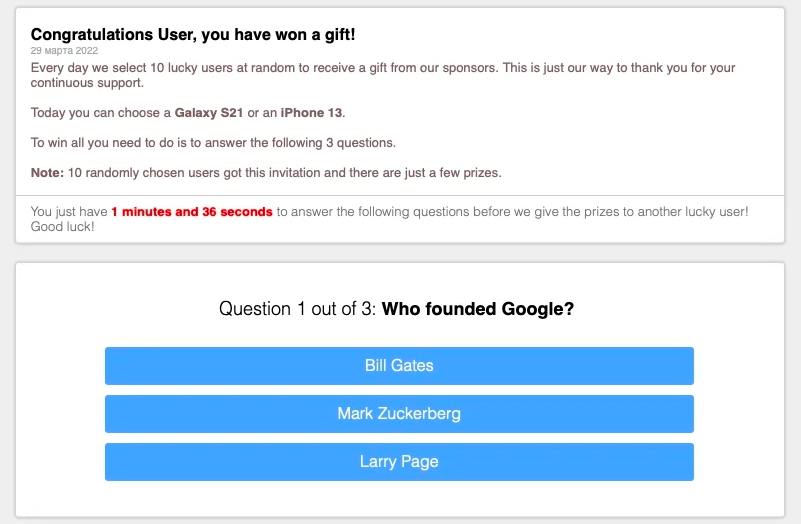 Congratulations User, you have won a gift!
29 марта 2022
Every day we select 10 lucky users at random to receive a gift from our sponsors. This is just our way to thank you for your
continuous support.
Today you can choose a Galaxy S21 or an iPhone 13.
To win all you need to do is to answer the following 3 questions.
Note: 10 randomly chosen users got this invitation and there are just a few prizes.
You just have 1 minutes and 36 seconds to answer the following questions before we give the prizes to another lucky user!
Good luck!
Question 1 out of 3: Who founded Google?
Bill Gates
Mark Zuckerberg
Larry Page